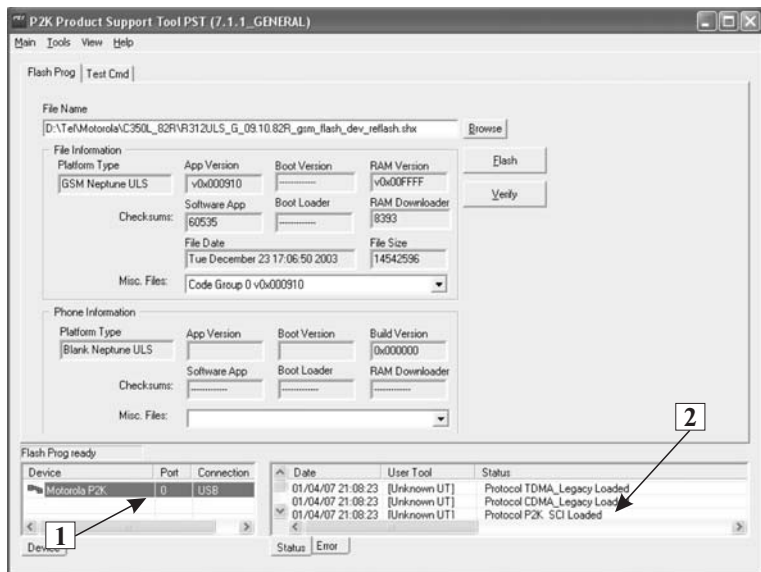 P2K Product Support Tool PST (7.1.1_GENERAL)
Main Tools View Help
Flash Prog Test Cmd
File Name
D:\Tel\Motorola\C350L_82R\R312ULS_G_09.10.82R_gsm_flash_dev_reflash.shx Browse
File Information
Platform Type App Version Boot Version RAM Version Flash
GSM Neptune ULS v0x000910 ------------ v0x00FFFF
Verify
Software App Boot Loader RAM Downloader
Checksums: 60535 ------------ 8393
File Date File Size
Tue December 23 17:06:50 2003 14542596
Misc. Files: Code Group 0 v0x000910
Phone Information
Platform Type App Version Boot Version Build Version
Blank Neptune ULS 0x000000
Software App Boot Loader RAM Downloader
Checksums: ------------ ------------ ------------
Misc. Files:
2
Flash Prog ready
Device Port Connection Date User Tool Status
Motorola P2K 0 USB 01/04/07 21:08:23 [Unknown UT] Protocol TDMA_Legacy Loaded
01/04/07 21:08:23 [Unknown UT] Protocol CDMA_Legacy
01/04/07 21:08:23 [Unknown UT] Protocol P2K_SCI Loaded
1
Status Error